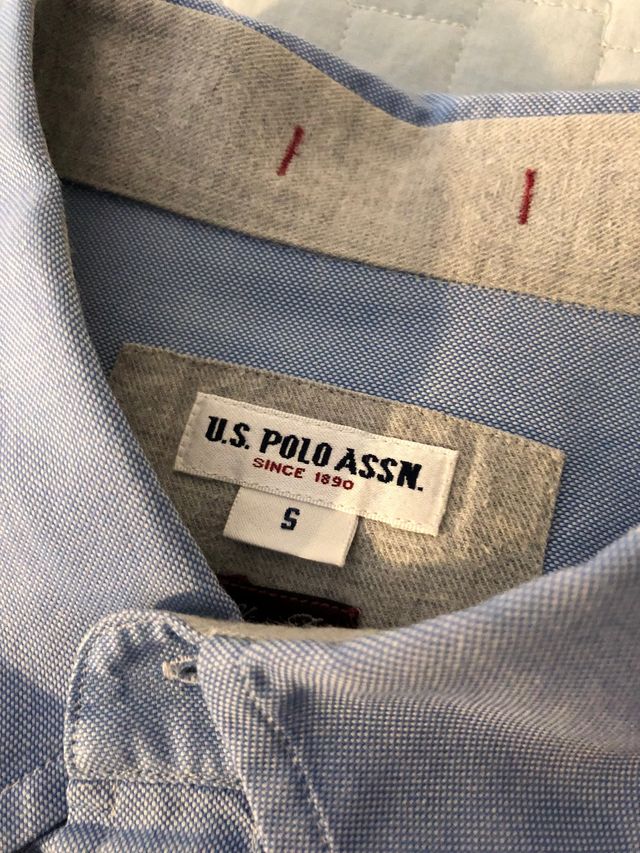 U.S. POLO ASSN.
SINCE 1890
S